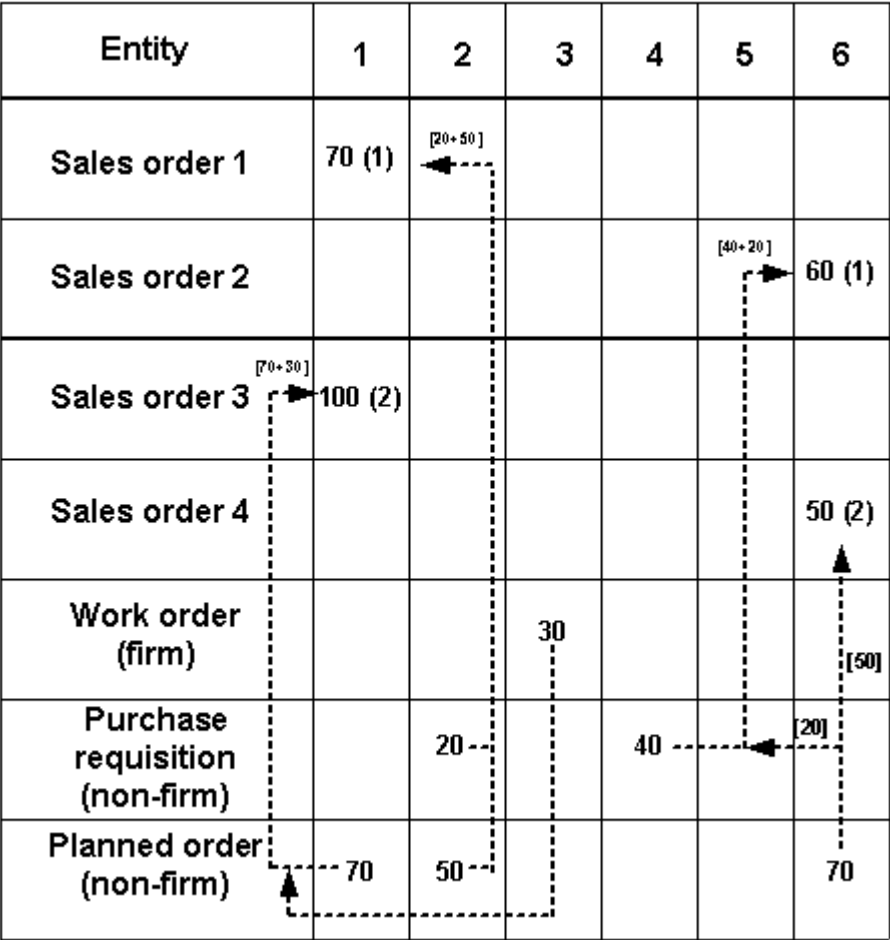 Entity 1 2 3 4 5 6
Sales order 1 70 (1) [20+50]
Sales order 2 [40+20] 60 (1)
Sales order 3 [70+30] 100 (2)
Sales order 4 50 (2)
Work order
(firm) 30 [50]
Purchase
requisition
(non-firm) 20 40 [20]
Planned order
(non-firm) 70 50 70